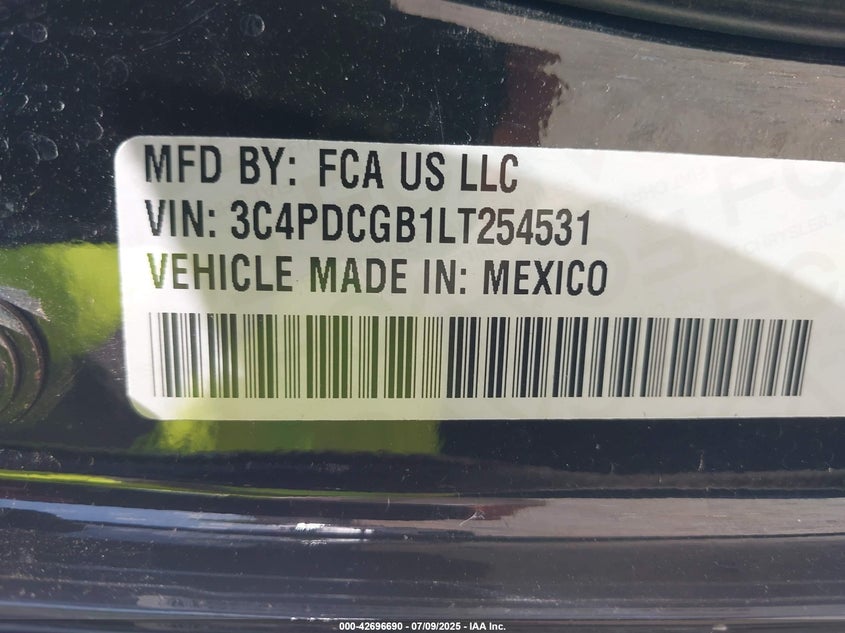 MFD BY: FCA US LLC
VIN: 3C4PDCGB1LT254531
VEHICLE MADE IN: MEXICO
000-42696690 - 07/09/2025 - IAA Inc.